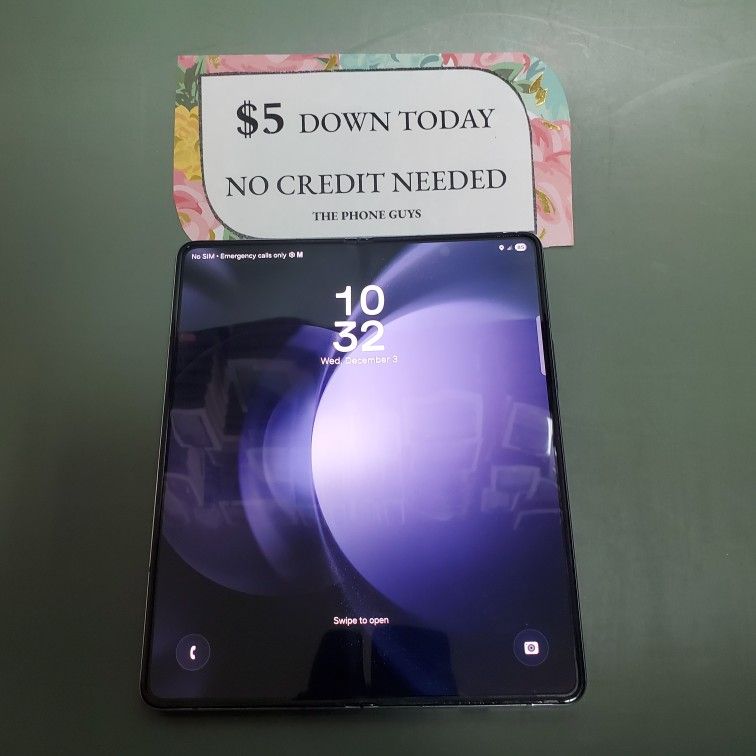 $5 DOWN TODAY
NO CREDIT NEEDED
THE PHONE GUYS
No SIM • Emergency calls only M
85
10
32
Wed, December 3
Swipe to open